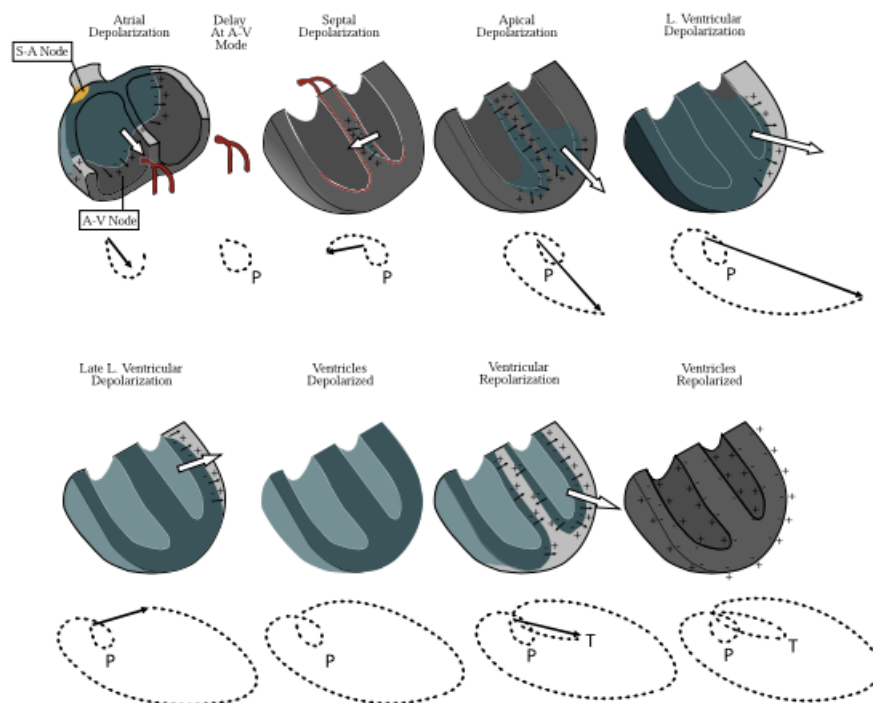 Atrial
Depolarization
Delay
At A-V
Mode
Septal
Depolarization
Apical
Depolarization
L. Ventricular
Depolarization
S-A Node
A-V Node
P
P
P
P
Late L. Ventricular
Depolarization
Ventricles
Depolarized
Ventricular
Repolarization
Ventricles
Repolarized
P
P
P
T
P
T